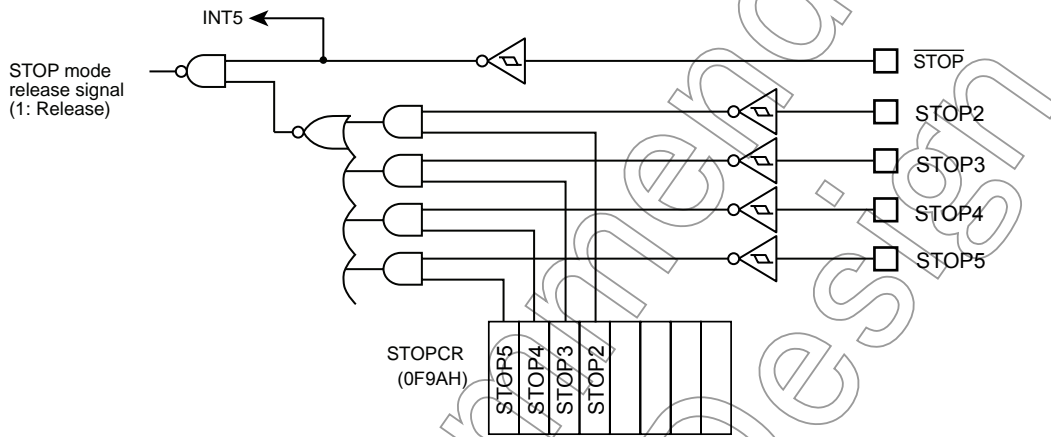 INT5
STOP mode
release signal
(1: Release)
STOP
STOP2
STOP3
STOP4
STOP5
STOPCR
(0F9AH)
STOP5
STOP4
STOP3
STOP2